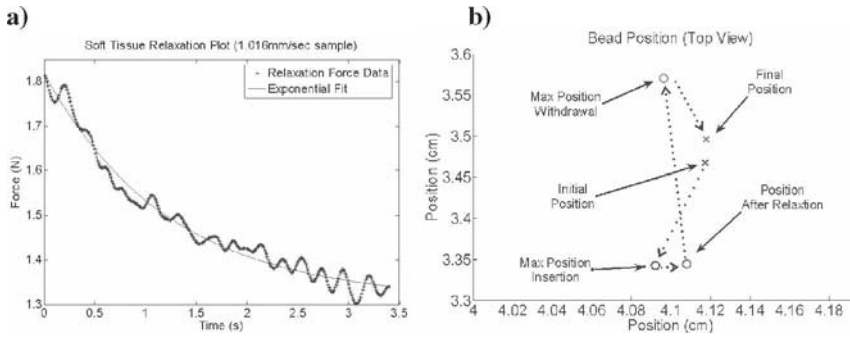 a)
Soft Tissue Relaxation Plot (1.016mm/sec sample)
Relaxation Force Data
Exponential Fit
1.8
1.7
1.6
1.5
1.4
1.3
Force (N)
0
0.5
1
1.5
2
2.5
3
3.5
Time (s)
b)
Bead Position (Top View)
3.6
3.55
3.5
3.45
3.4
3.35
3.3
Position (cm)
Max Position
Withdrawal
Final
Position
Initial
Position
Position
After Relaxtion
Max Position
Insertion
4
4.02
4.04
4.06
4.08
4.1
4.12
4.14
4.16
4.18
Position (cm)